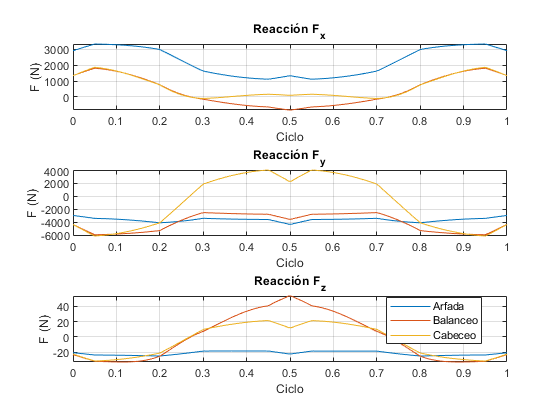 Reacción F_x
F (N)
3000
2000
1000
0
0 0.1 0.2 0.3 0.4 0.5 0.6 0.7 0.8 0.9 1
Ciclo
Reacción F_y
F (N)
4000
2000
0
-2000
-4000
-6000
0 0.1 0.2 0.3 0.4 0.5 0.6 0.7 0.8 0.9 1
Ciclo
Reacción F_z
F (N)
40
20
0
-20
Arfada
Balanceo
Cabeceo
0 0.1 0.2 0.3 0.4 0.5 0.6 0.7 0.8 0.9 1
Ciclo